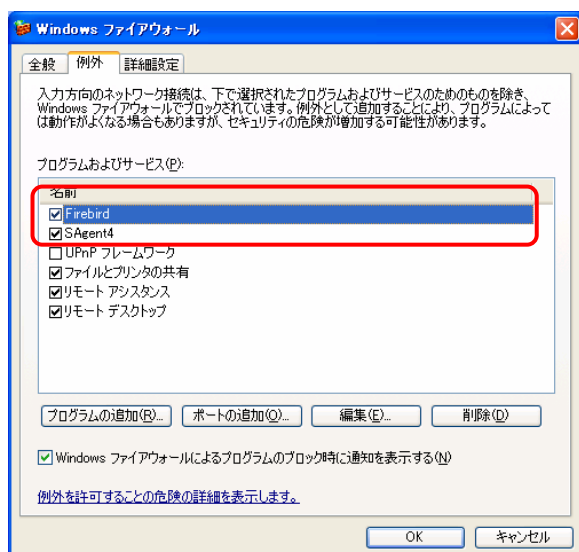 Windows ファイアウォール
全般 例外 詳細設定
入力方向のネットワーク接続は、下で選択されたプログラムおよびサービスのためのものを除き、
Windows ファイアウォールでブロックされています。例外として追加することにより、プログラムによって
は動作がよくなる場合もありますが、セキュリティの危険が増加する可能性があります。
プログラムおよびサービス(P):
名前
Firebird
SAgent4
UPnP フレームワーク
ファイルとプリンタの共有
リモート アシスタンス
リモート デスクトップ
プログラムの追加(R)... ポートの追加(O)... 編集(E)... 削除(D)
Windows ファイアウォールによるプログラムのブロック時に通知を表示する(N)
例外を許可することの危険の詳細を表示します。
OK キャンセル